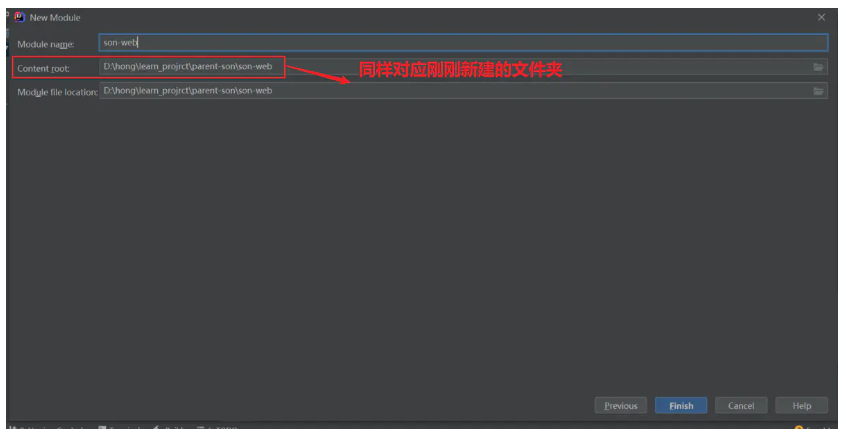 New Module
Module name: son-web
Content root: D:\hong\learn_projrct\parent-son\son-web
同样对应刚刚新建的文件夹
Module file location: D:\hong\learn_projrct\parent-son\son-web
Previous Finish Cancel Help